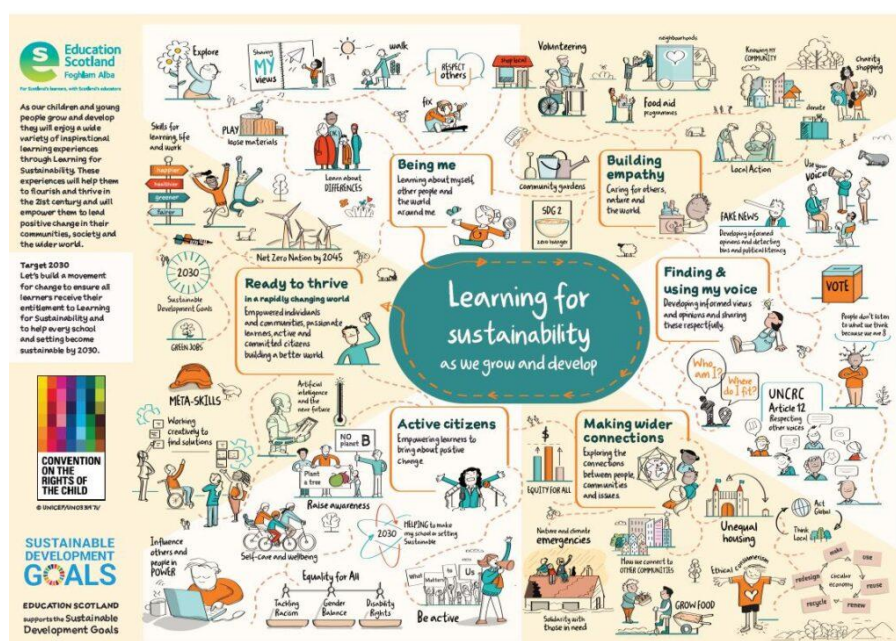 Education
Scotland
Foghlam Alba
For Scotland's learners, with Scotland's educators
As our children and young
people grow and develop
they will enjoy a wide
variety of inspirational
learning experiences
through Learning for
Sustainability. These
experiences will help them
to flourish and thrive in
the 21st century and will
empower them to lead
positive change in their
communities, society and
the wider world.
Target 2030
Let's build a movement
for change to ensure all
learners receive their
entitlement to Learning
for Sustainability and
to help every school
and setting become
sustainable by 2030.
CONVENTION
ON THE
RIGHTS OF
THE CHILD
SUSTAINABLE
DEVELOPMENT
GOALS
EDUCATION SCOTLAND
supports the Sustainable
Development Goals
Learning for
sustainability
as we grow and develop
Being me
Learning about myself,
other people and
the world
around me
Explore
Sharing
MY
views
walk
RESPECT
others
fix
PLAY
loose materials
Learn about
DIFFERENCES
Building
empathy
Caring for others,
nature and
the world.
shop local
Volunteering
neighbourhoods
Food aid
programmes
Knowing my
COMMUNITY
Charity
shopping
donate
Local Action
community gardens
SDG 2
zero hunger
Finding &
using my voice
Developing informed views
and opinions and sharing
these respectfully.
Use your
VOICE
FAKE NEWS
Developing informed
opinions and detecting
bias and political literacy
VOTE
People don't listen
to what we think
because we are 8
Who
am I?
Where
do I fit?
UNCRC
Article 12
Respecting
other voices
Making wider
connections
Exploring the
connections
between people,
communities
and issues.
$
EQUITY FOR ALL
Nature and climate
emergencies
Solidarity with
those in need
How we connect to
OTHER COMMUNITIES
GROW FOOD
Unequal
housing
Act
Global
Think
Local
Ethical consumerism
make
use
reuse
renew
recycle
redesign
circular
economy
Active citizens
Empowering learners to
bring about positive
change.
NO
planet B
Plant
a tree
Raise awareness
Self-care and wellbeing
2030
HELPING to make
my school or setting
Sustainable
Equality for All
Tackling
Racism
Gender
Balance
Disability
Rights
What
Matters
to
Us
Be active
Influence
others and
people in
POWER
Ready to thrive
in a rapidly changing world
Empowered individuals
and communities, passionate
learners, active and
committed citizens
building a better world.
Skills for
learning, life
and work
happier
healthier
greener
fairer
Net Zero Nation by 2045
2030
Sustainable
Development Goals
GREEN JOBS
META-SKILLS
Working
creatively to
find solutions
Artificial
intelligence
and the
new future